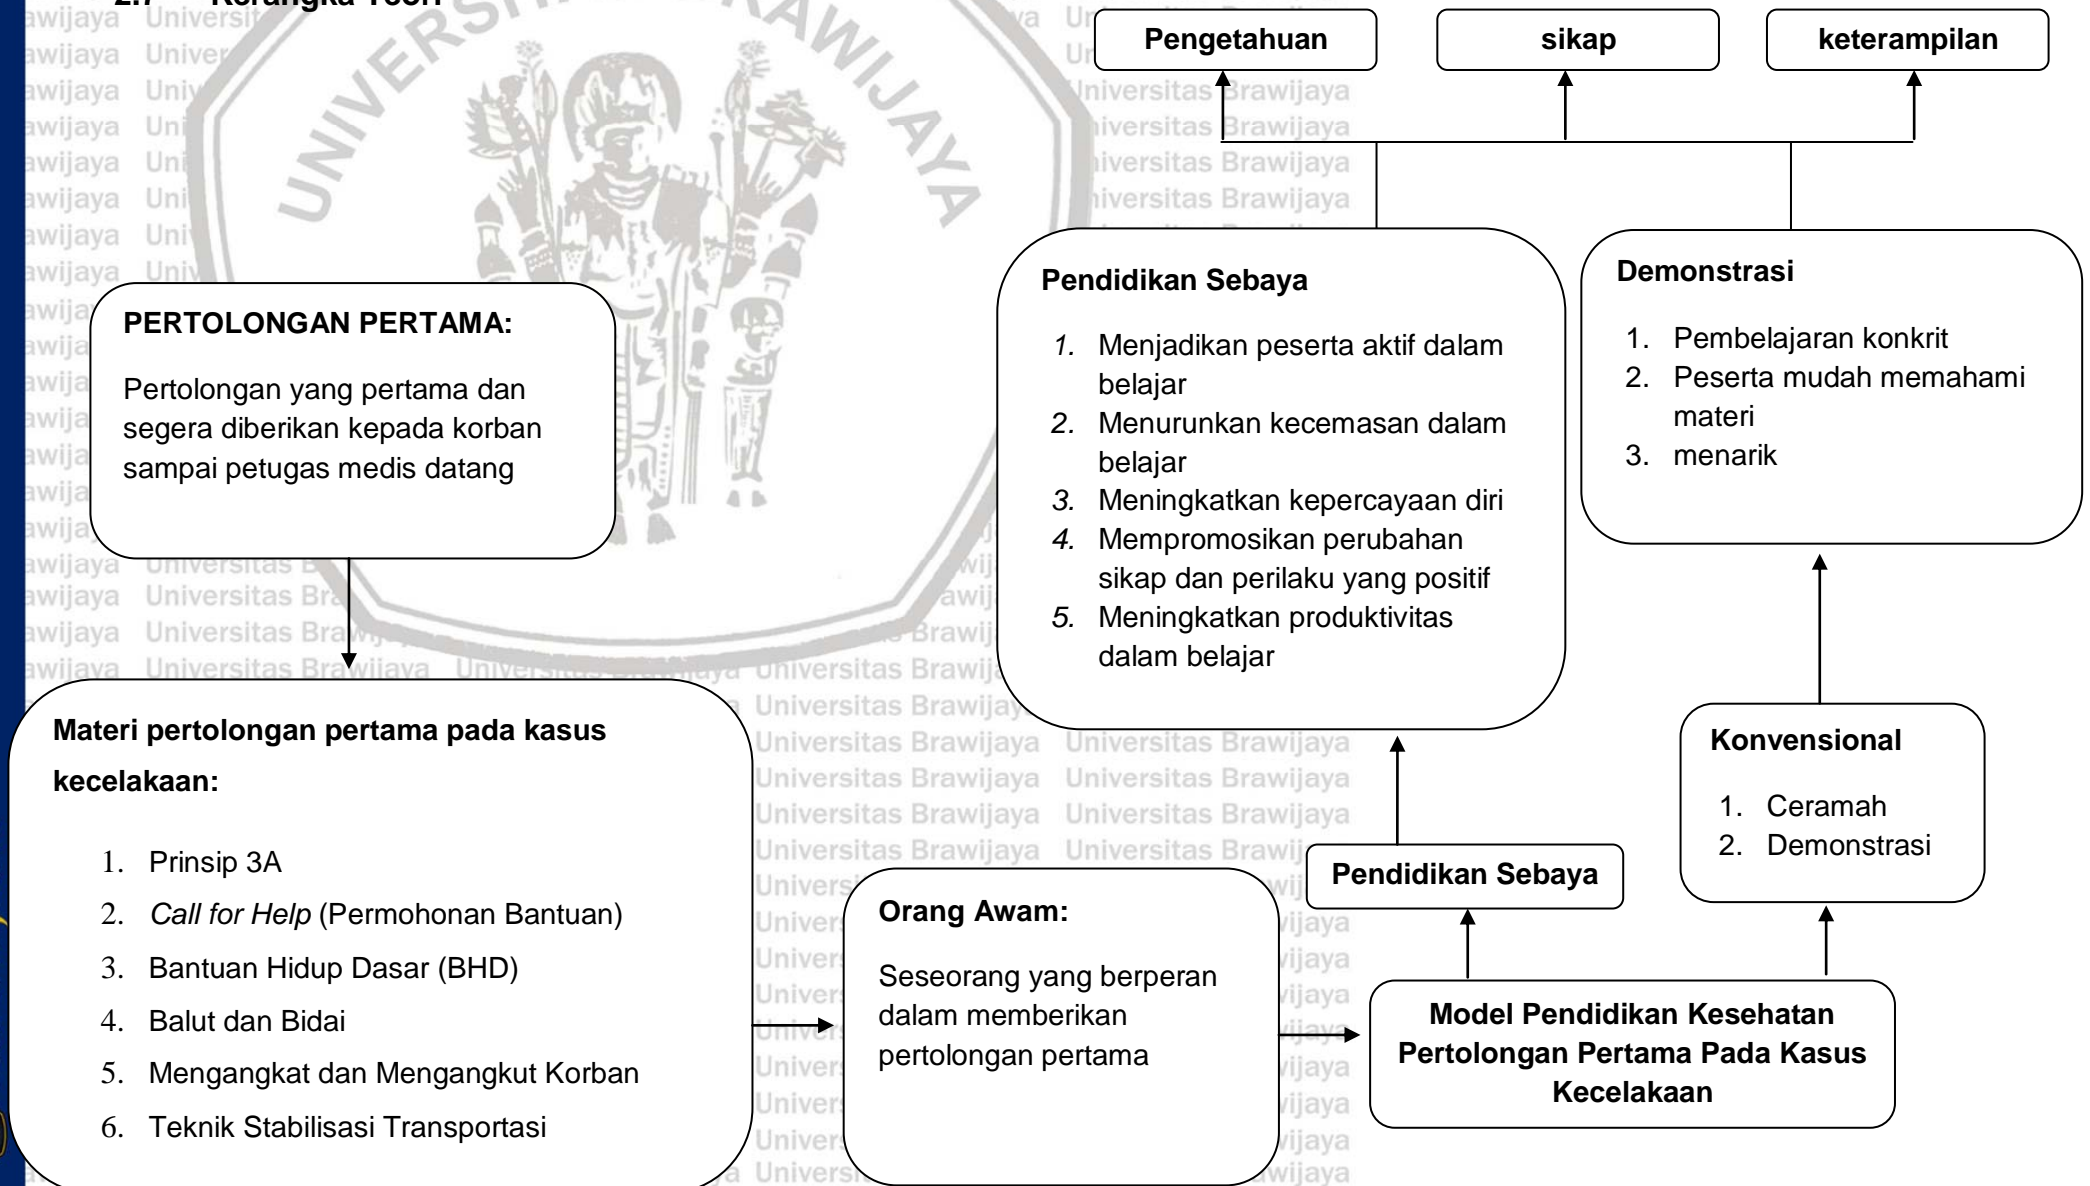 2.7 Kerangka Teori
UNIVERSITAS BRAWIJAYA
Pengetahuan
sikap
keterampilan
PERTOLONGAN PERTAMA:
Pertolongan yang pertama dan
segera diberikan kepada korban
sampai petugas medis datang
Pendidikan Sebaya
1. Menjadikan peserta aktif dalam
belajar
2. Menurunkan kecemasan dalam
belajar
3. Meningkatkan kepercayaan diri
4. Mempromosikan perubahan
sikap dan perilaku yang positif
5. Meningkatkan produktivitas
dalam belajar
Demonstrasi
1. Pembelajaran konkrit
2. Peserta mudah memahami
materi
3. menarik
Materi pertolongan pertama pada kasus
kecelakaan:
1. Prinsip 3A
2. Call for Help (Permohonan Bantuan)
3. Bantuan Hidup Dasar (BHD)
4. Balut dan Bidai
5. Mengangkat dan Mengangkut Korban
6. Teknik Stabilisasi Transportasi
Orang Awam:
Seseorang yang berperan
dalam memberikan
pertolongan pertama
Pendidikan Sebaya
Konvensional
1. Ceramah
2. Demonstrasi
Model Pendidikan Kesehatan
Pertolongan Pertama Pada Kasus
Kecelakaan